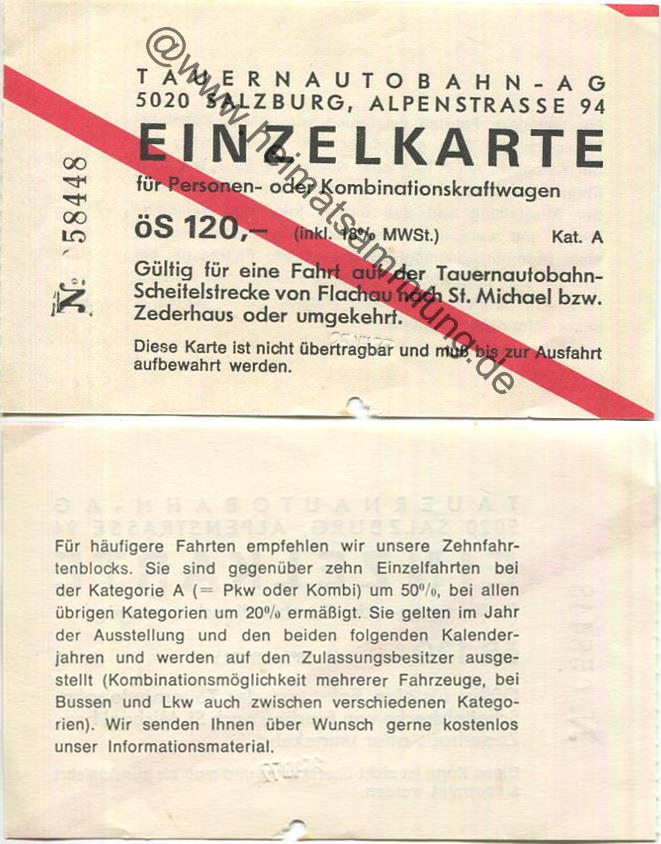 TAUERNAUTOBAHN-AG
5020 SALZBURG, ALPENSTRASSE 94
EINZELKARTE
für Personen- oder Kombinationskraftwagen
öS 120,– (inkl. 18% MWSt.) Kat. A
Gültig für eine Fahrt auf der Tauernautobahn-
Scheitelstrecke von Flachau nach St. Michael bzw.
Zederhaus oder umgekehrt.
Diese Karte ist nicht übertragbar und muß bis zur Ausfahrt
aufbewahrt werden.
№ 58448
@www.heimatsammlung.de
Für häufigere Fahrten empfehlen wir unsere Zehnfahr-
tenblocks. Sie sind gegenüber zehn Einzelfahrten bei
der Kategorie A (= Pkw oder Kombi) um 50%, bei allen
übrigen Kategorien um 20% ermäßigt. Sie gelten im Jahr
der Ausstellung und den beiden folgenden Kalender-
jahren und werden auf den Zulassungsbesitzer ausge-
stellt (Kombinationsmöglichkeit mehrerer Fahrzeuge, bei
Bussen und Lkw auch zwischen verschiedenen Katego-
rien). Wir senden Ihnen über Wunsch gerne kostenlos
unser Informationsmaterial.